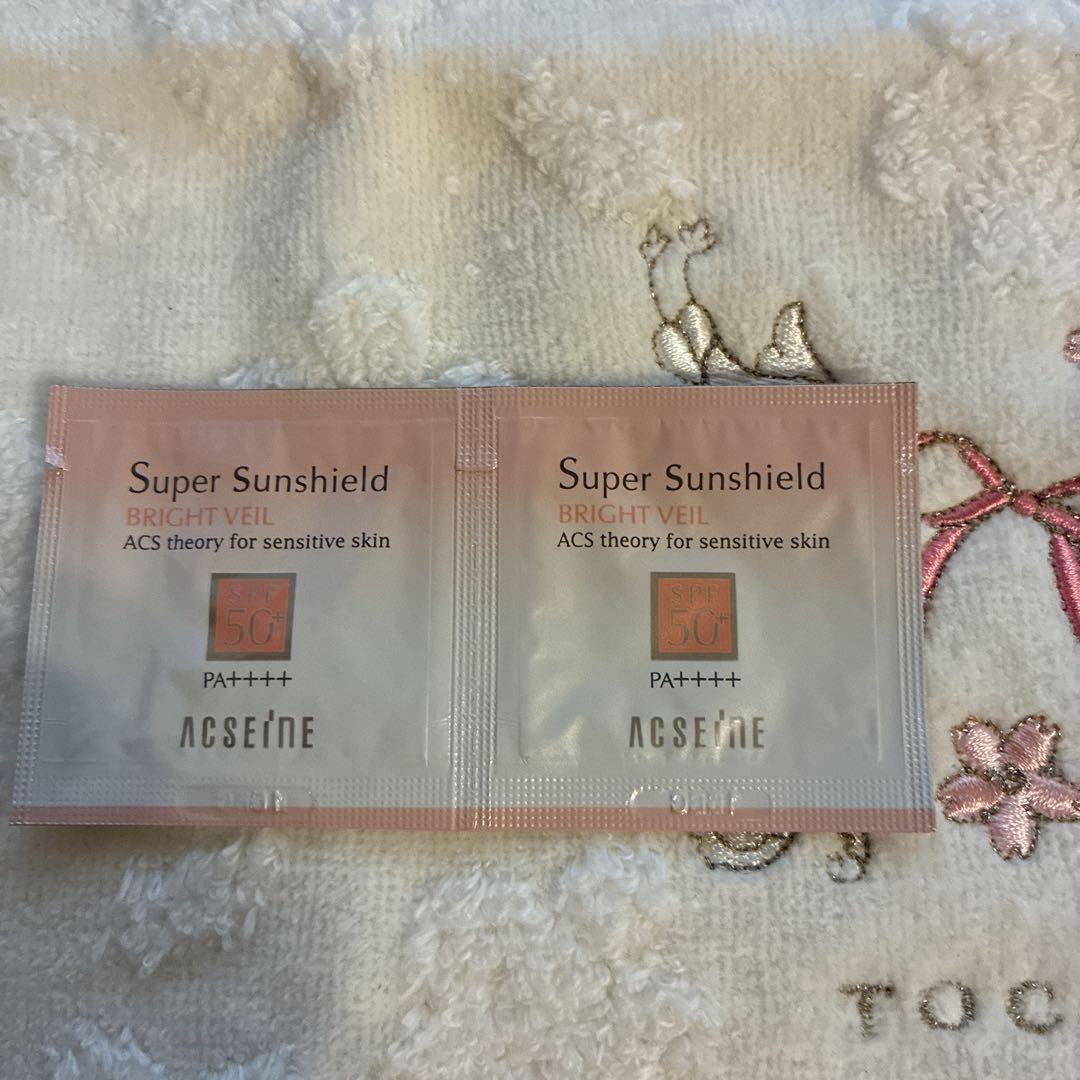 Super Sunshield
BRIGHT VEIL
ACS theory for sensitive skin
SPF
50+
PA++++
ACSEINE
Super Sunshield
BRIGHT VEIL
ACS theory for sensitive skin
SPF
50+
PA++++
ACSEINE
TOC